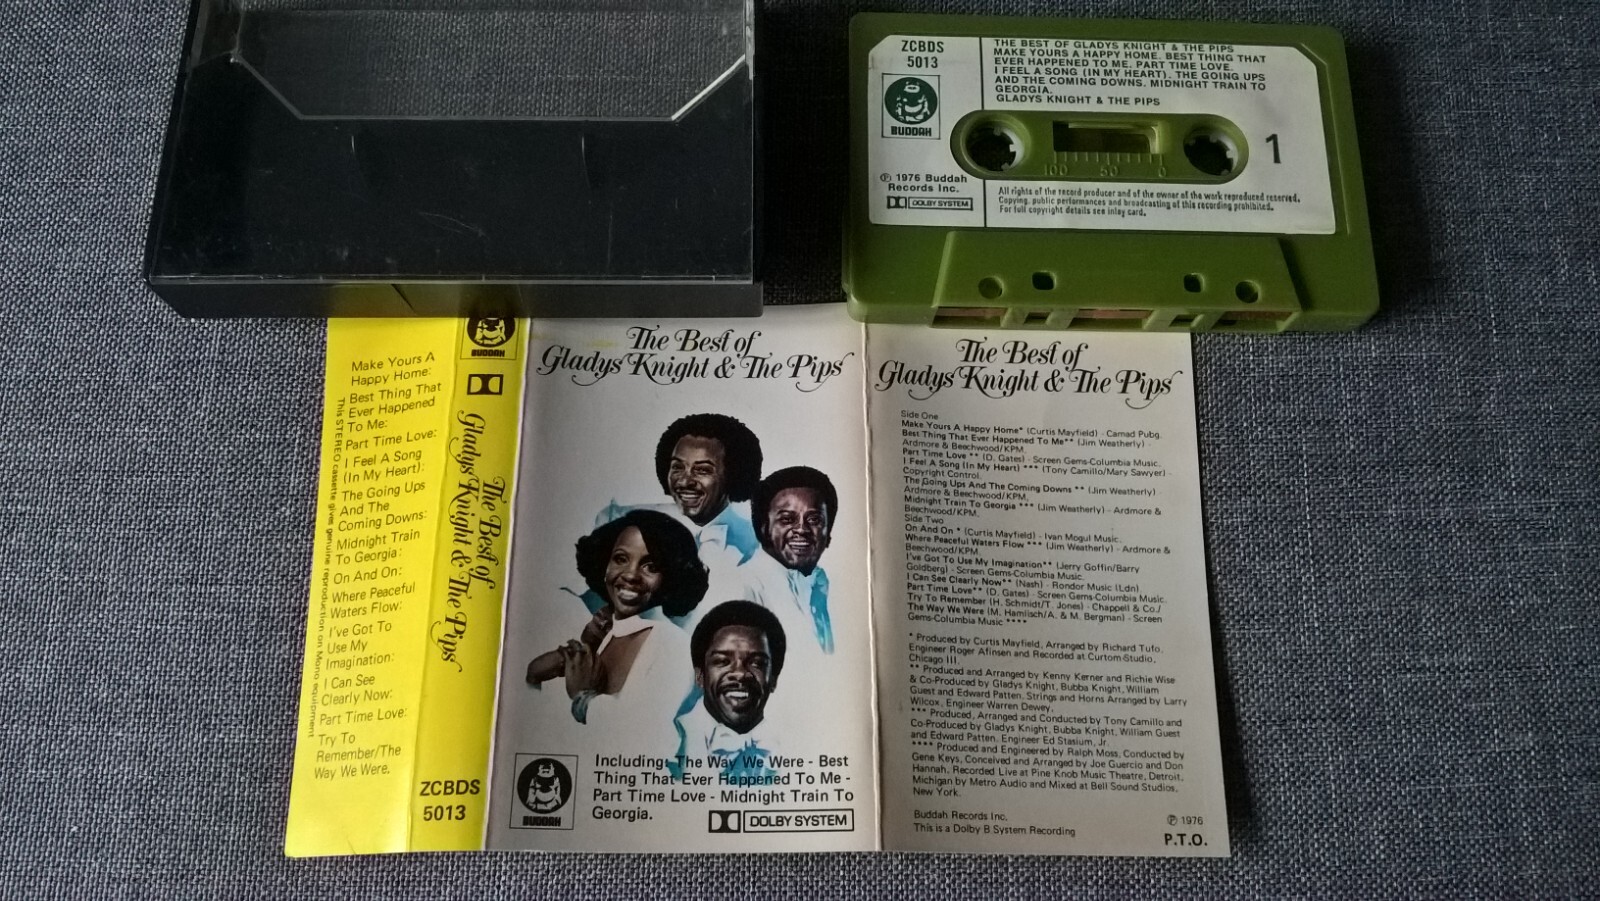 ZCBDS
5013
BUDDAH
℗ 1976 Buddah
Records Inc.
DOLBY SYSTEM
THE BEST OF GLADYS KNIGHT & THE PIPS
MAKE YOURS A HAPPY HOME. BEST THING THAT
EVER HAPPENED TO ME. PART TIME LOVE.
I FEEL A SONG (IN MY HEART). THE GOING UPS
AND THE COMING DOWNS. MIDNIGHT TRAIN TO
GEORGIA.
GLADYS KNIGHT & THE PIPS
1
100 50 0
All rights of the record producer and of the owner of the work reproduced reserved.
Copying, public performances and broadcasting of this recording prohibited.
For full copyright details see inlay card.
Make Yours A
Happy Home:
Best Thing That
Ever Happened
To Me:
Part Time Love:
I Feel A Song
(In My Heart):
The Going Ups
And The
Coming Downs:
Midnight Train
To Georgia:
On And On:
Where Peaceful
Waters Flow:
I've Got To
Use My
Imagination:
I Can See
Clearly Now:
Part Time Love:
Try To
Remember/The
Way We Were.
This STEREO cassette gives genuine reproduction on Mono equipment
BUDDAH
The Best of
Gladys Knight & The Pips
ZCBDS
5013
The Best of
Gladys Knight & The Pips
BUDDAH
Including: The Way We Were - Best
Thing That Ever Happened To Me -
Part Time Love - Midnight Train To
Georgia.
DOLBY SYSTEM
The Best of
Gladys Knight & The Pips
Side One
Make Yours A Happy Home* (Curtis Mayfield) - Camad Pubg.
Best Thing That Ever Happened To Me** (Jim Weatherly) -
Ardmore & Beechwood/KPM.
Part Time Love ** (D. Gates) - Screen Gems-Columbia Music.
I Feel A Song (In My Heart) *** (Tony Camillo/Mary Sawyer) -
Copyright Control.
The Going Ups And The Coming Downs ** (Jim Weatherly) -
Ardmore & Beechwood/KPM.
Midnight Train To Georgia *** (Jim Weatherly) - Ardmore &
Beechwood/KPM.
Side Two
On And On * (Curtis Mayfield) - Ivan Mogul Music.
Where Peaceful Waters Flow *** (Jim Weatherly) - Ardmore &
Beechwood/KPM.
I've Got To Use My Imagination** (Jerry Goffin/Barry
Goldberg) - Screen Gems-Columbia Music.
I Can See Clearly Now** (Nash) - Rondor Music (Ldn)
Part Time Love** (D. Gates) - Screen Gems-Columbia Music.
Try To Remember (H. Schmidt/T. Jones) - Chappell & Co./
The Way We Were (M. Hamlisch/A. & M. Bergman) - Screen
Gems-Columbia Music ****
* Produced by Curtis Mayfield, Arranged by Richard Tufo,
Engineer Roger Afinsen and Recorded at Curtom-Studio,
Chicago Ill.
** Produced and Arranged by Kenny Kerner and Richie Wise
& Co-Produced by Gladys Knight, Bubba Knight, William
Guest and Edward Patten. Strings and Horns Arranged by Larry
Wilcox, Engineer Warren Dewey.
*** Produced, Arranged and Conducted by Tony Camillo and
Co-Produced by Gladys Knight, Bubba Knight, William Guest
and Edward Patten. Engineer Ed Stasium, Jr.
**** Produced and Engineered by Ralph Moss, Conducted by
Gene Keys, Conceived and Arranged by Joe Guercio and Don
Hannah. Recorded Live at Pine Knob Music Theatre, Detroit,
Michigan by Metro Audio and Mixed at Bell Sound Studios,
New York.
Buddah Records Inc.
℗ 1976
This is a Dolby B System Recording
P.T.O.